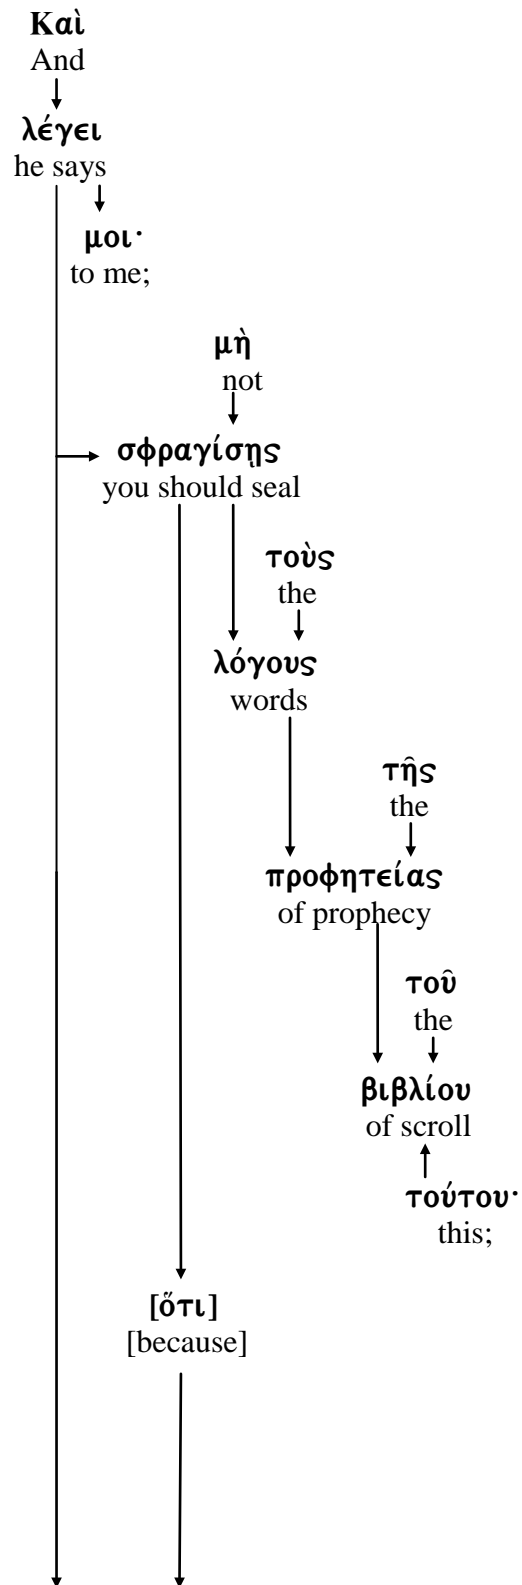 Καὶ
And
λέγει
he says
μοι·
to me;
μὴ
not
σφραγίσῃς
you should seal
τοὺς
the
λόγους
words
τῆς
the
προφητείας
of prophecy
τοῦ
the
βιβλίου
of scroll
τούτου·
this;
[ὅτι]
[because]